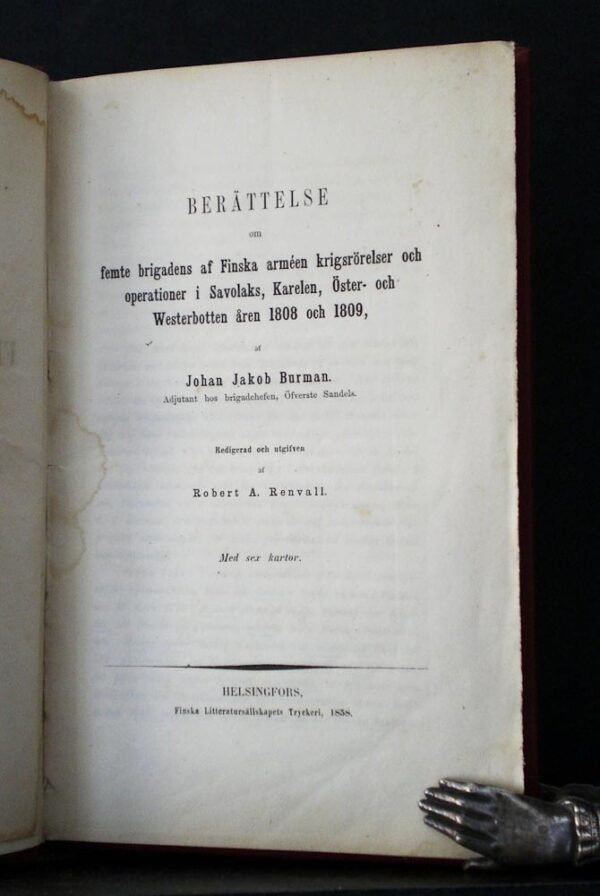 BERÄTTELSE
om
femte brigadens af Finska arméen krigsrörelser och
operationer i Savolaks, Karelen, Öster- och
Westerbotten åren 1808 och 1809,
af
Johan Jakob Burman.
Adjutant hos brigadchefen, Öfverste Sandels.
Redigerad och utgifven
af
Robert A. Renvall.
Med sex kartor.
HELSINGFORS,
Finska Litteratursällskapets Tryckeri, 1858.